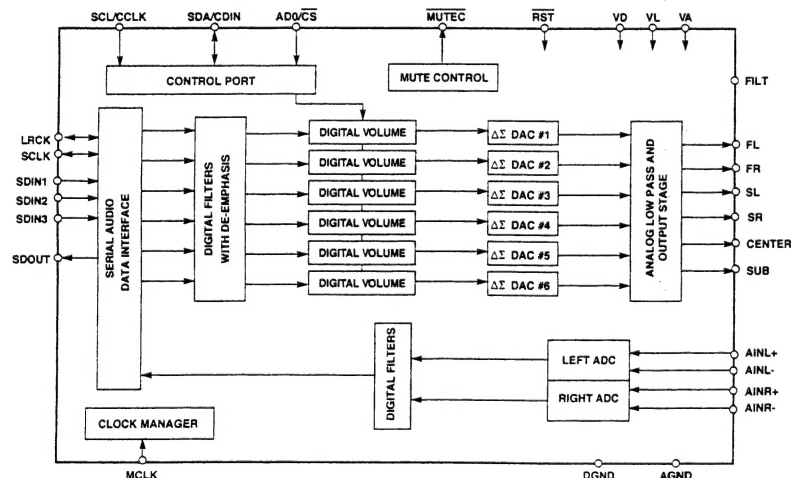 SCL/CCLK SDA/CDIN AD0/CS MUTEC RST VD VL VA
CONTROL PORT
MUTE CONTROL
FILT
LRCK
SCLK
SDIN1
SDIN2
SDIN3
SDOUT
SERIAL AUDIO
DATA INTERFACE
DIGITAL FILTERS
WITH DE-EMPHASIS
DIGITAL VOLUME
DIGITAL VOLUME
DIGITAL VOLUME
DIGITAL VOLUME
DIGITAL VOLUME
DIGITAL VOLUME
ΔΣ DAC #1
ΔΣ DAC #2
ΔΣ DAC #3
ΔΣ DAC #4
ΔΣ DAC #5
ΔΣ DAC #6
ANALOG LOW PASS AND
OUTPUT STAGE
FL
FR
SL
SR
CENTER
SUB
DIGITAL FILTERS
LEFT ADC
RIGHT ADC
AINL+
AINL-
AINR+
AINR-
CLOCK MANAGER
MCLK DGND AGND